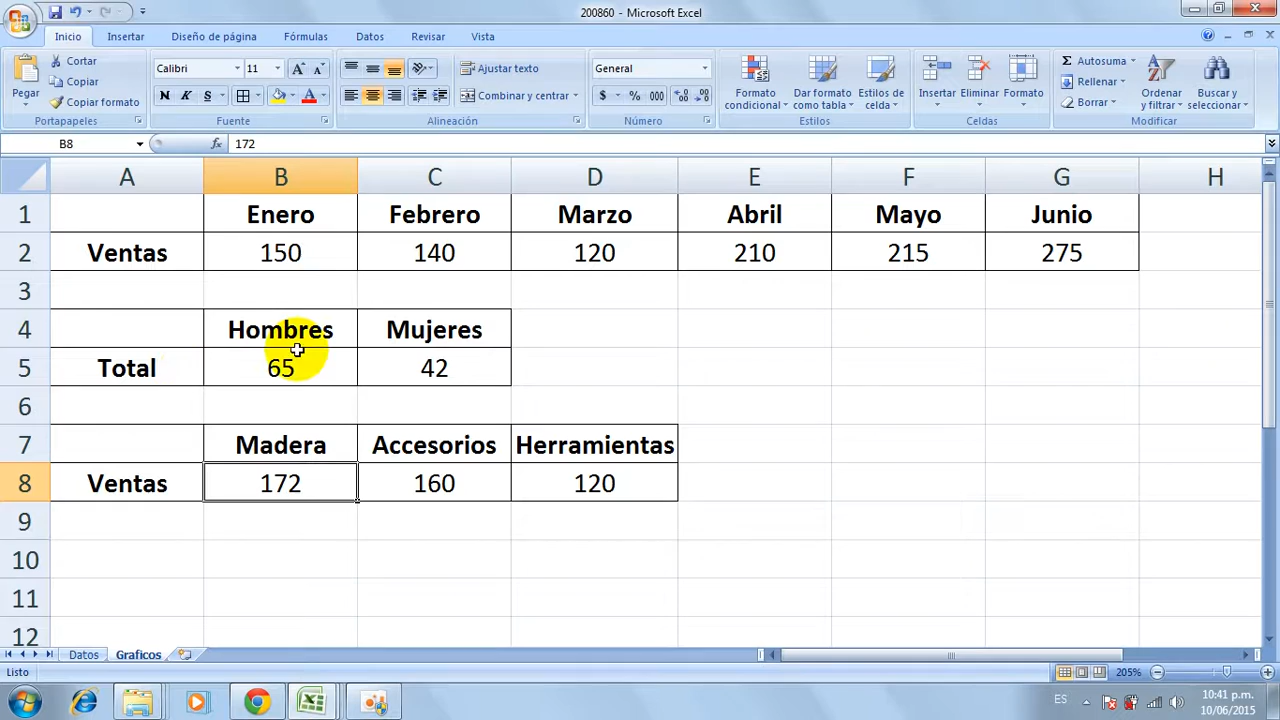 200860 - Microsoft Excel
Inicio Insertar Diseño de página Fórmulas Datos Revisar Vista
Pegar
Cortar
Copiar
Copiar formato
Portapapeles
Calibri 11
N K S
Fuente
Ajustar texto
Combinar y centrar
Alineación
General
$ % 000
Número
Formato condicional
Dar formato como tabla
Estilos de celda
Estilos
Insertar Eliminar Formato
Celdas
Σ Autosuma
Rellenar
Borrar
Ordenar y filtrar
Buscar y seleccionar
Modificar
B8 fx 172
A B C D E F G H
1 Enero Febrero Marzo Abril Mayo Junio
2 Ventas 150 140 120 210 215 275
3
4 Hombres Mujeres
5 Total 65 42
6
7 Madera Accesorios Herramientas
8 Ventas 172 160 120
9
10
11
12
Datos Graficos
Listo 205%
ES 10:41 p.m.
10/06/2015